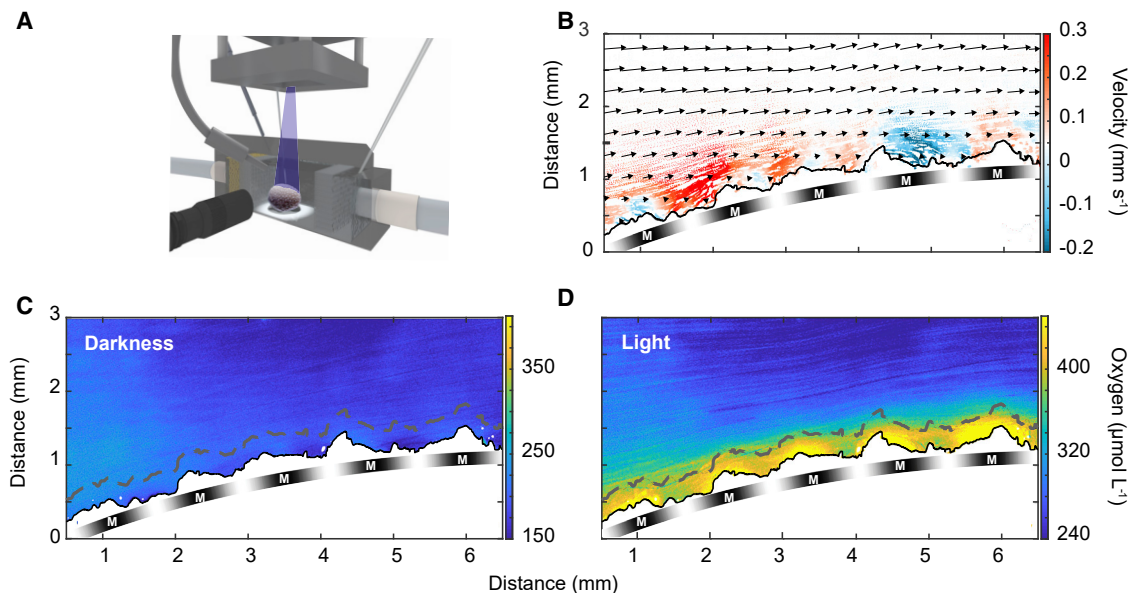 A
B
3
2
1
0
Distance (mm)
M
M
M
M
M
0.3
0.2
0.1
0
-0.1
-0.2
Velocity (mm s⁻¹)
C
3
2
1
0
Distance (mm)
Darkness
M
M
M
M
M
1
2
3
4
5
6
350
250
150
D
Light
M
M
M
M
M
1
2
3
4
5
6
400
320
240
Oxygen (µmol L⁻¹)
Distance (mm)